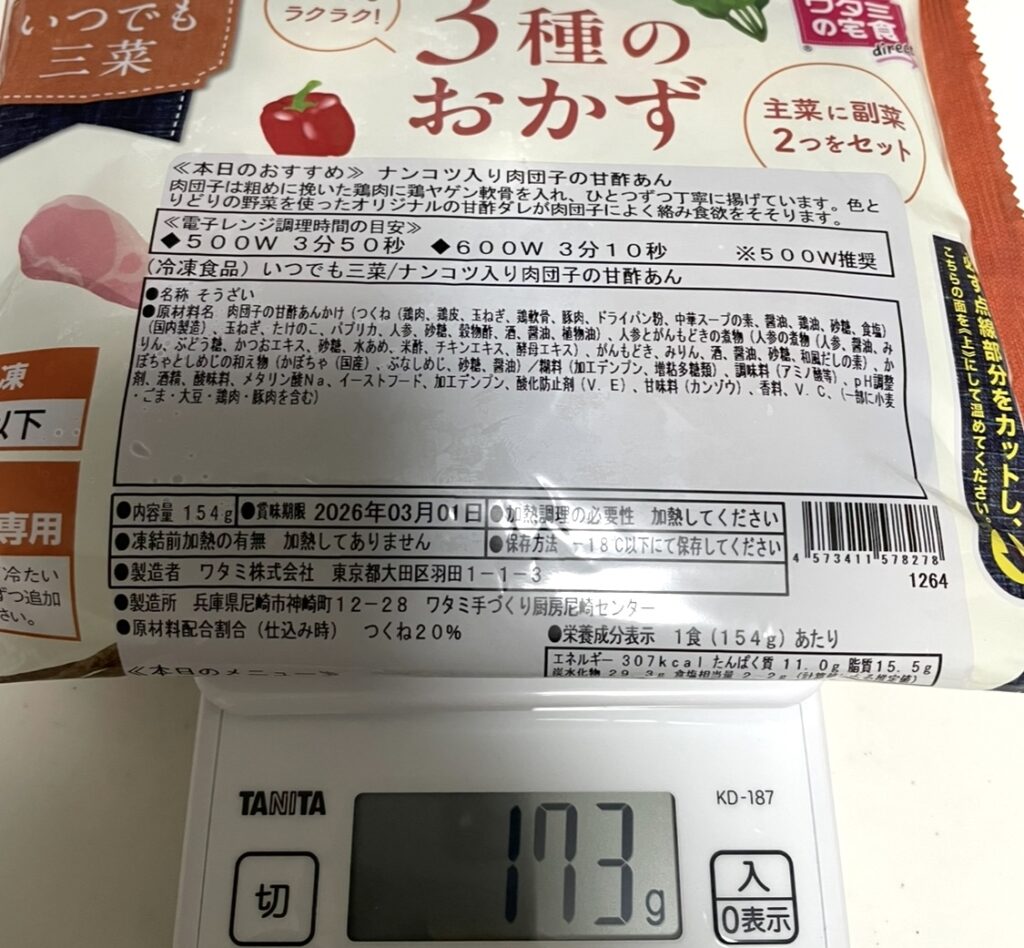 いつでも
三菜
ラクラク!
3種の
おかず
ワタミ
の宅食
direct
主菜に副菜
2つをセット
≪本日のおすすめ≫ ナンコツ入り肉団子の甘酢あん
肉団子は粗めに挽いた鶏肉に鶏ヤゲン軟骨を入れ、ひとつずつ丁寧に揚げています。色と
りどりの野菜を使ったオリジナルの甘酢ダレが肉団子によく絡み食欲をそそります。
≪電子レンジ調理時間の目安≫
◆500W 3分50秒 ◆600W 3分10秒 ※500W推奨
(冷凍食品) いつでも三菜/ナンコツ入り肉団子の甘酢あん
●名称 そうざい
●原材料名 肉団子の甘酢あんかけ(つくね(鶏肉、鶏皮、玉ねぎ、鶏軟骨、豚肉、ドライパン粉、中華スープの素、醤油、鶏油、砂糖、食塩)
(国内製造)、玉ねぎ、たけのこ、パプリカ、人参、砂糖、穀物酢、酒、醤油、植物油)、人参とがんもどきの煮物(人参の煮物(人参、醤油、み
りん、ぶどう糖、かつおエキス、砂糖、水あめ、米酢、チキンエキス、酵母エキス)、がんもどき、みりん、酒、醤油、砂糖、和風だしの素)、か
ぼちゃとしめじの和え物(かぼちゃ(国産)、ぶなしめじ、砂糖、醤油)/糊料(加工デンプン、増粘多糖類)、調味料(アミノ酸等)、pH調整
剤、酒精、酸味料、メタリン酸Na、イーストフード、加工デンプン、酸化防止剤(V.E)、甘味料(カンゾウ)、香料、V.C、(一部に小麦
・ごま・大豆・鶏肉・豚肉を含む)
●内容量 154g ●賞味期限 2026年03月01日 ●加熱調理の必要性 加熱してください
●凍結前加熱の有無 加熱してありません ●保存方法 -18℃以下にて保存してください
●製造者 ワタミ株式会社 東京都大田区羽田1-1-3
●製造所 兵庫県尼崎市神崎町12-28 ワタミ手づくり厨房尼崎センター
●原材料配合割合(仕込み時) つくね20%
●栄養成分表示 1食(154g)あたり
エネルギー 307kcal たんぱく質 11.0g 脂質15.5g
炭水化物 29.3g 食塩相当量 2.2g
≪本日のメニュー≫
4 573411 578278
1264
必ず点線部分をカットし、
こちらの面を《上》にして温めてください。
凍
以下
専用
冷たい
ずつ追加
さい。
TANITA
KD-187
173g
切
入
0表示